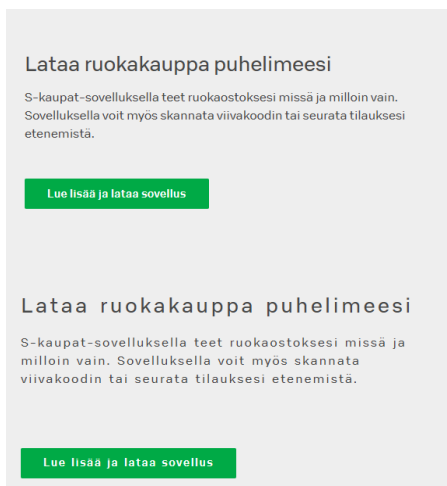 Lataa ruokakauppa puhelimeesi
S-kaupat-sovelluksella teet ruokaostoksesi missä ja milloin vain.
Sovelluksella voit myös skannata viivakoodin tai seurata tilauksesi
etenemistä.
Lue lisää ja lataa sovellus
Lataa ruokakauppa puhelimeesi
S-kaupat-sovelluksella teet ruokaostoksesi missä ja
milloin vain. Sovelluksella voit myös skannata
viivakoodin tai seurata tilauksesi etenemistä.
Lue lisää ja lataa sovellus